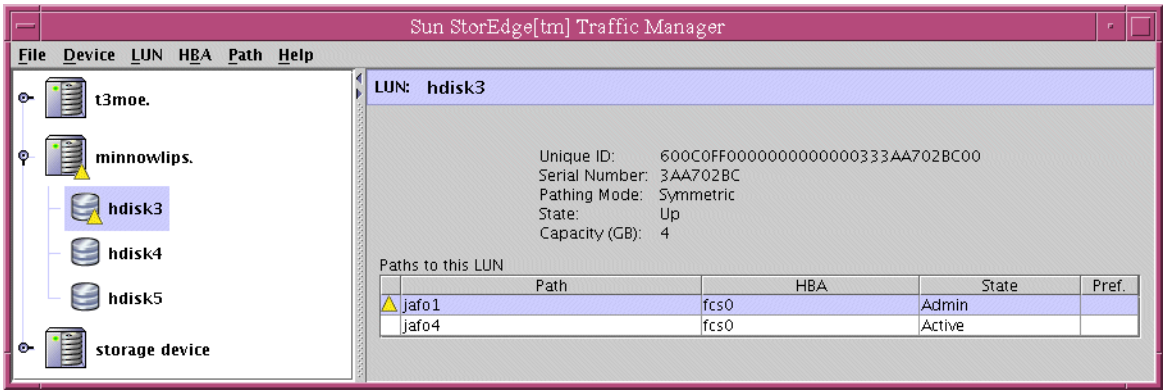 Sun StorEdge[tm] Traffic Manager
File Device LUN HBA Path Help
t3moe.
minnowlips.
hdisk3
hdisk4
hdisk5
storage device
LUN: hdisk3
Unique ID: 600C0FF0000000000000333AA702BC00
Serial Number: 3AA702BC
Pathing Mode: Symmetric
State: Up
Capacity (GB): 4
Paths to this LUN
Path HBA State Pref.
jafo1 fcs0 Admin
jafo4 fcs0 Active